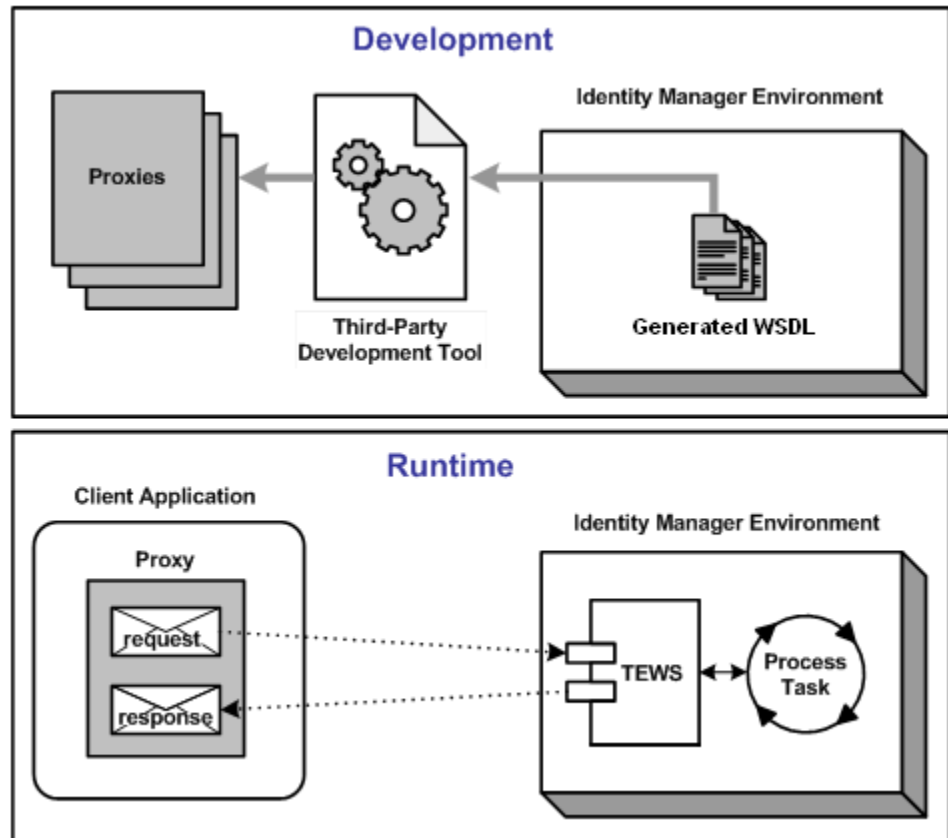 Development
Identity Manager Environment
Proxies
Third-Party
Development Tool
Generated WSDL
Runtime
Client Application
Identity Manager Environment
Proxy
request
response
TEWS
Process
Task